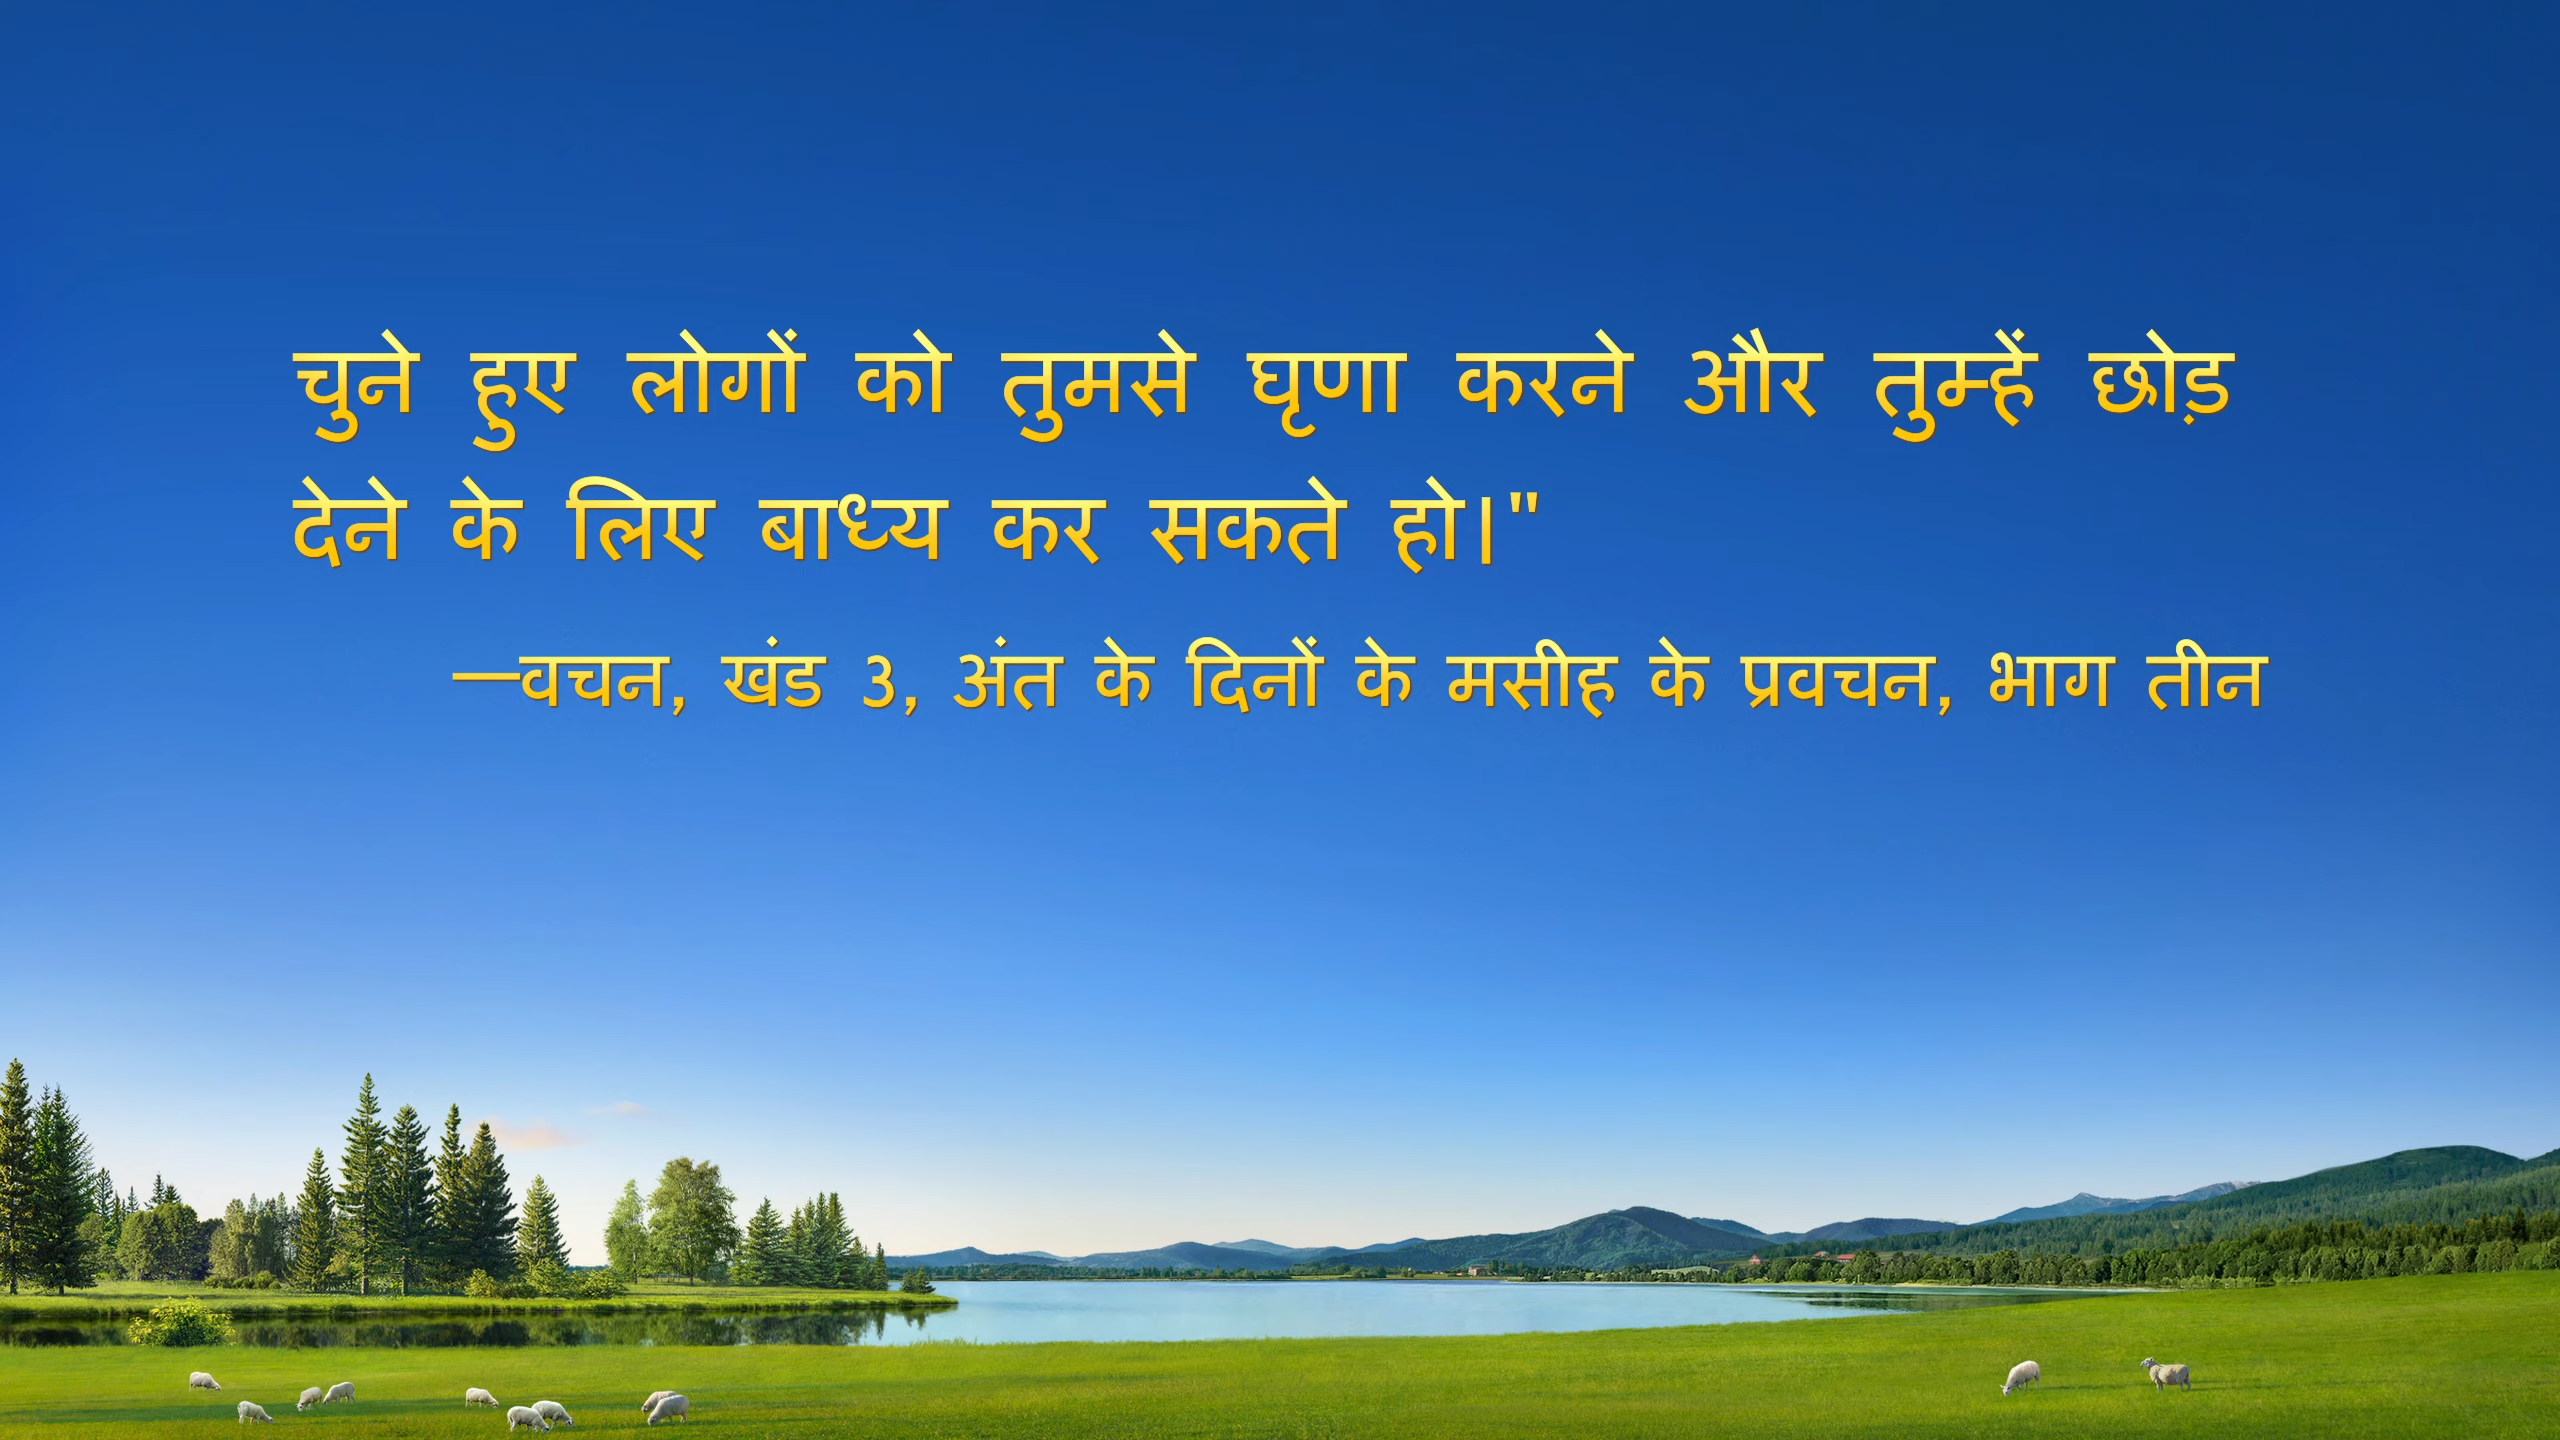 चुने हुए लोगों को तुमसे घृणा करने और तुम्हें छोड़
देने के लिए बाध्य कर सकते हो।"
—वचन, खंड 3, अंत के दिनों के मसीह के प्रवचन, भाग तीन